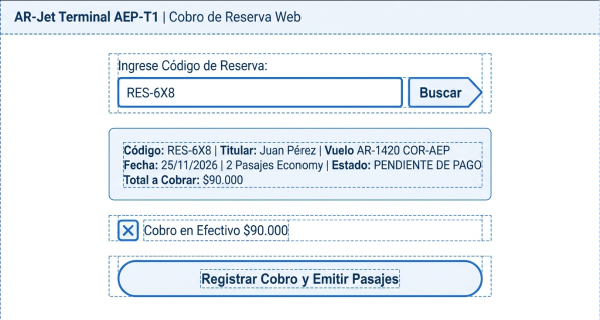 AR-Jet Terminal AEP-T1 | Cobro de Reserva Web
Ingrese Código de Reserva:
RES-6X8
Buscar
Código: RES-6X8 | Titular: Juan Pérez | Vuelo AR-1420 COR-AEP
Fecha: 25/11/2026 | 2 Pasajes Economy | Estado: PENDIENTE DE PAGO
Total a Cobrar: $90.000
Cobro en Efectivo $90.000
Registrar Cobro y Emitir Pasajes